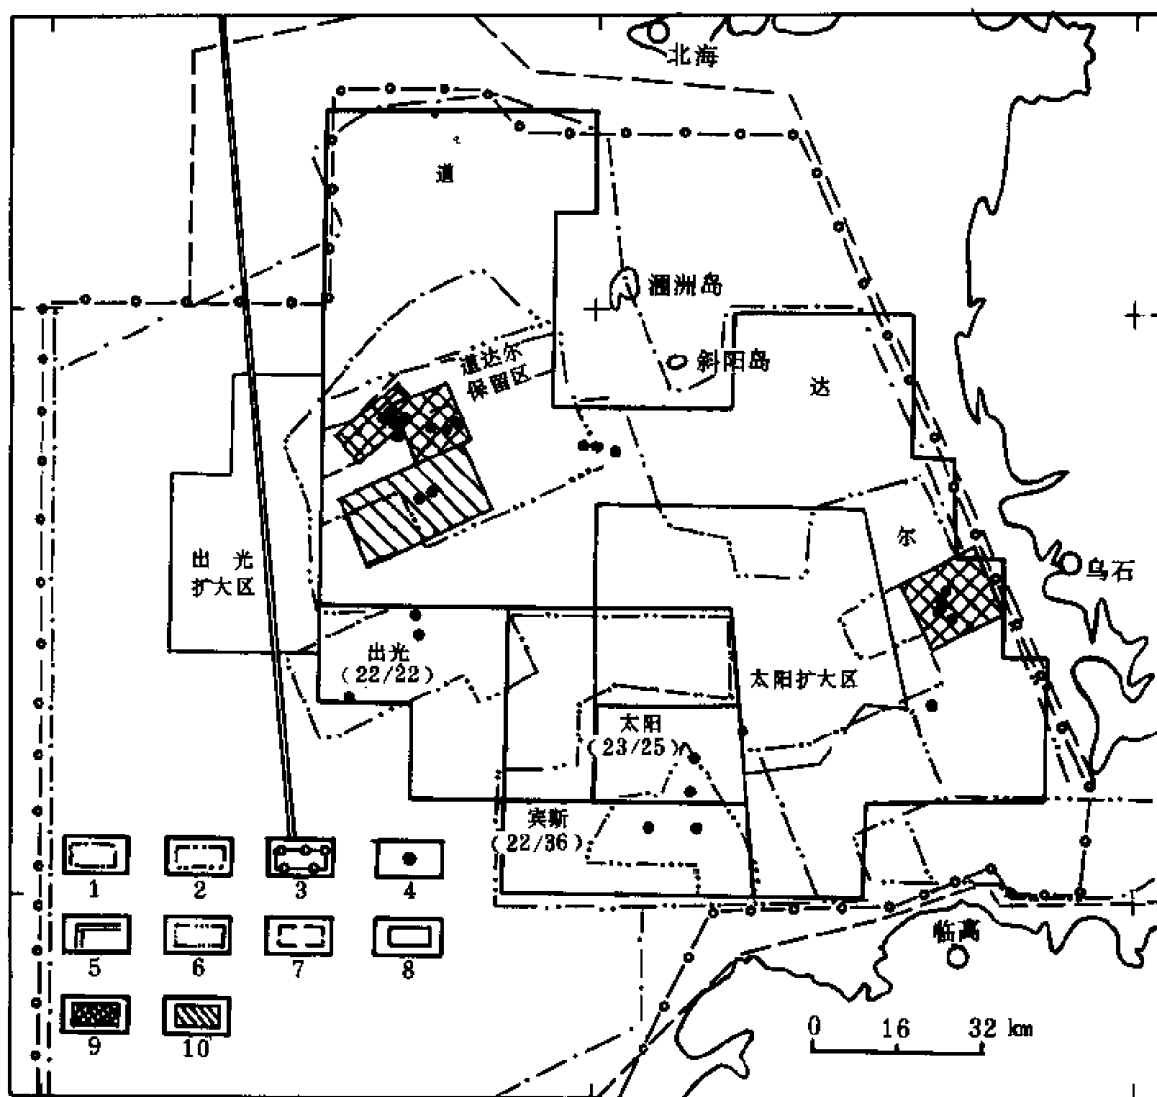 北海
道
涠洲岛
斜阳岛
道达尔
保留区
达
尔
出 光
扩大区
乌石
出光
(22/22)
太阳扩大区
太阳
(23/25)
宾斯
(22/36)
1 2 3 4
5 6 7 8
9 10
临高
0 16 32 km